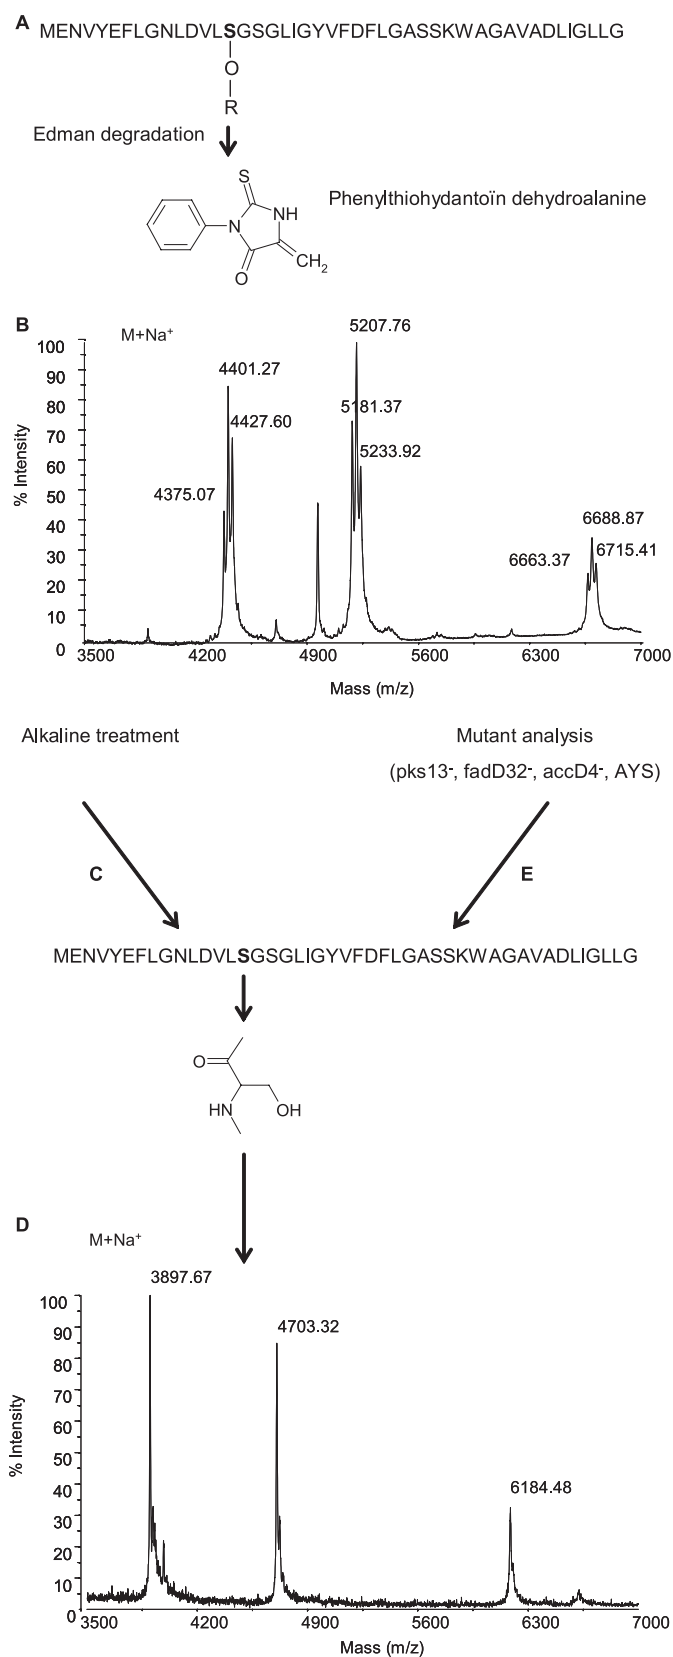 A MENVYEFLGNLDVLSGSGLIGYVFDFLGASSKWAGAVADLIGLLG
O
R
Edman degradation
S
Phenylthiohydantoïn dehydroalanine
NH
N
CH2
O
B
M+Na+
5207.76
4401.27
5181.37
4427.60
5233.92
4375.07
6688.87
6663.37
6715.41
% Intensity
100
90
80
70
60
50
40
30
20
10
0
3500 4200 4900 5600 6300 7000
Mass (m/z)
Alkaline treatment
Mutant analysis
(pks13-, fadD32-, accD4-, AYS)
C
E
MENVYEFLGNLDVLSGSGLIGYVFDFLGASSKWAGAVADLIGLLG
O
HN
OH
D
M+Na+
3897.67
4703.32
6184.48
% Intensity
100
90
80
70
60
50
40
30
20
10
0
3500 4200 4900 5600 6300 7000
Mass (m/z)